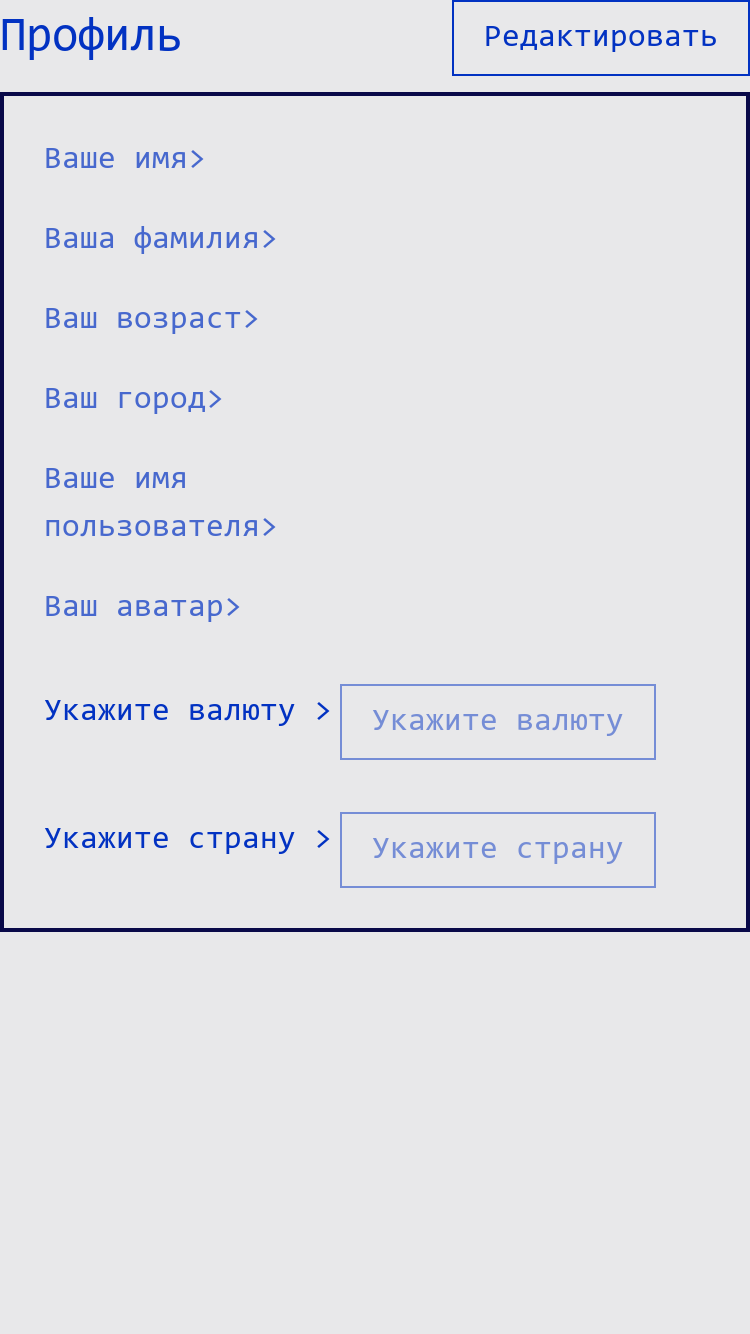 Профиль
Редактировать
Ваше имя>
Ваша фамилия>
Ваш возраст>
Ваш город>
Ваше имя
пользователя>
Ваш аватар>
Укажите валюту >
Укажите валюту
Укажите страну >
Укажите страну